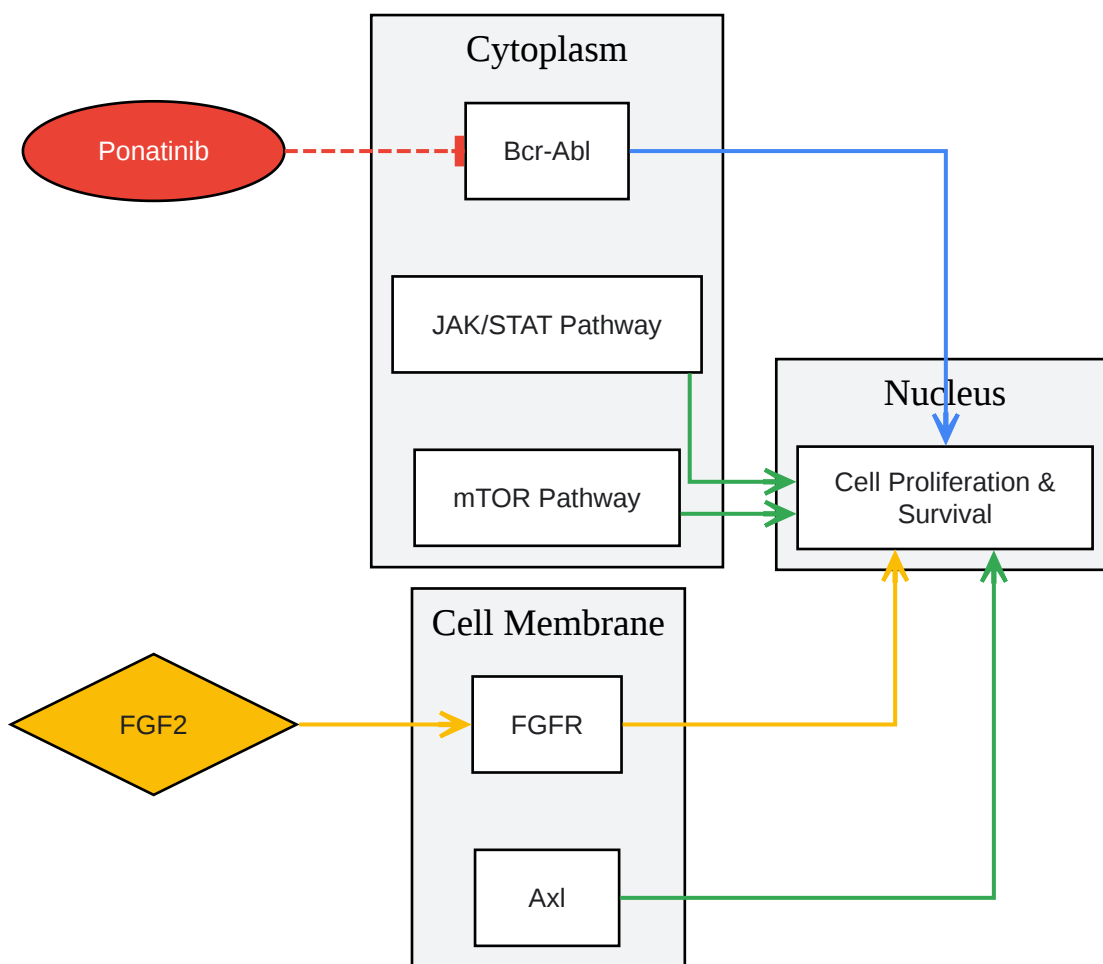 Cytoplasm
Ponatinib
Bcr-Abl
JAK/STAT Pathway
mTOR Pathway
Nucleus
Cell Proliferation &
Survival
Cell Membrane
FGF2
FGFR
Axl